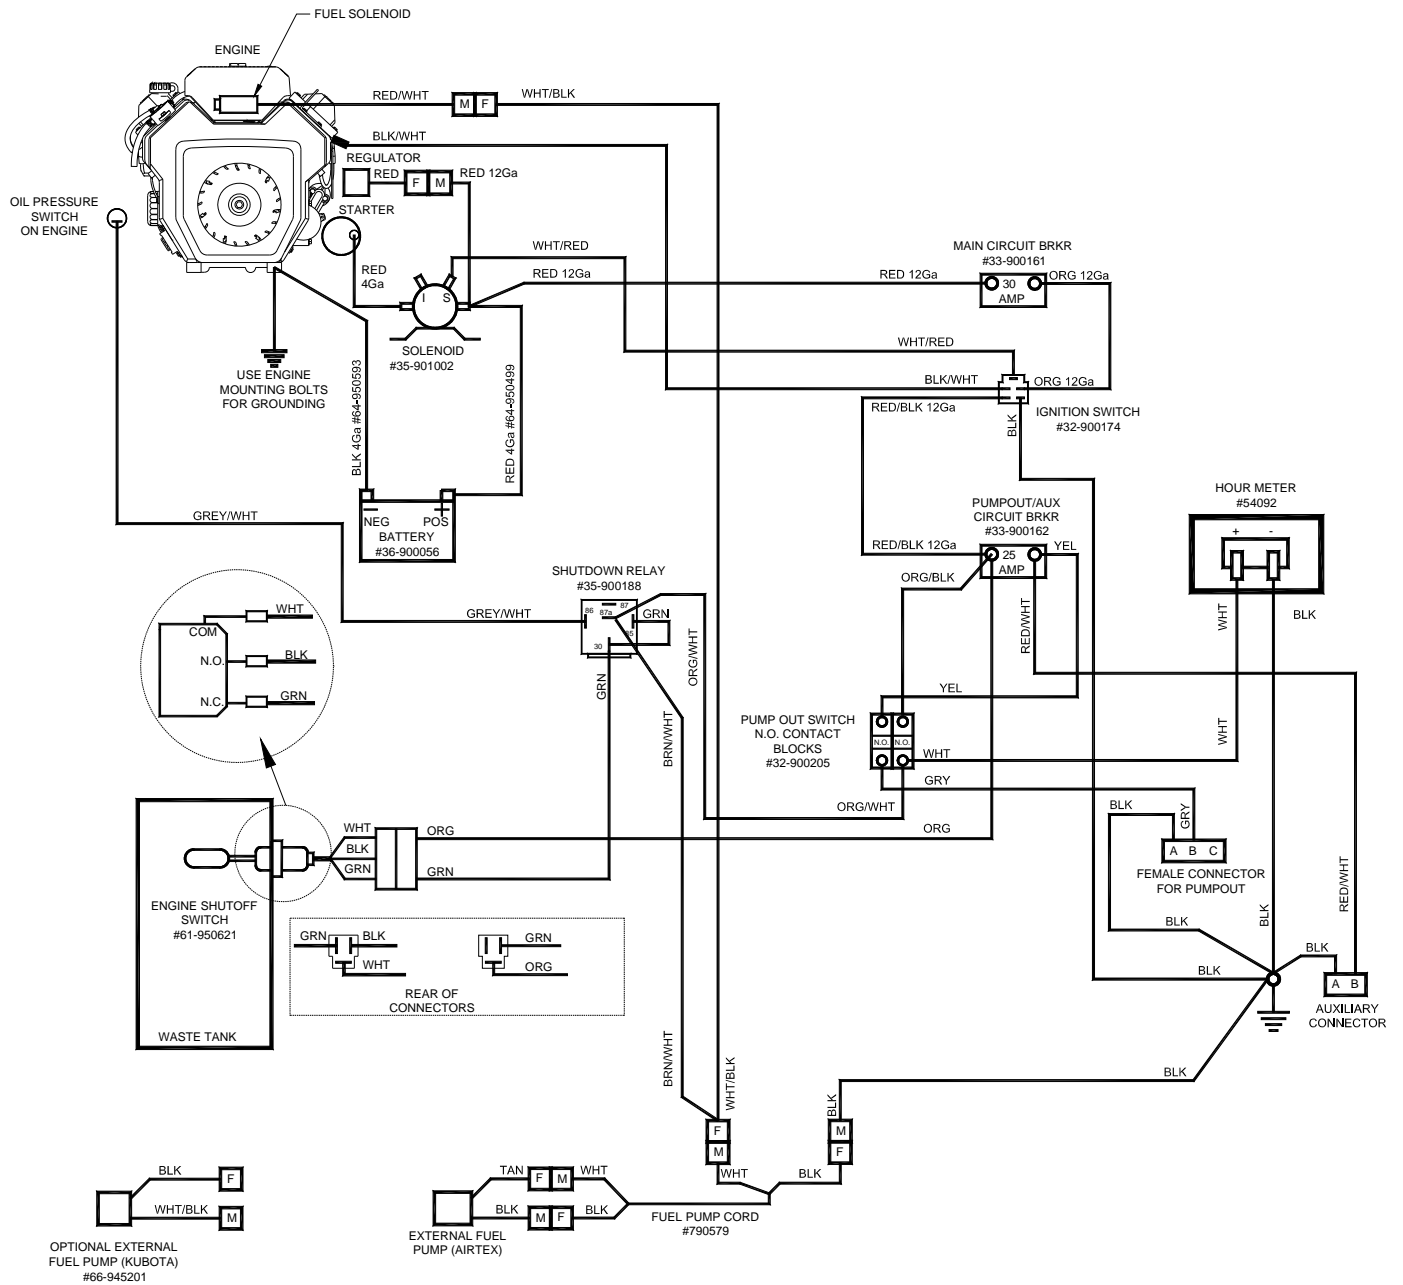 FUEL SOLENOID
ENGINE
RED/WHT
M F
WHT/BLK
BLK/WHT
REGULATOR
RED
F M
RED 12Ga
OIL PRESSURE
SWITCH
ON ENGINE
STARTER
RED
4Ga
WHT/RED
RED 12Ga
I S
SOLENOID
#35-901002
MAIN CIRCUIT BRKR
#33-900161
RED 12Ga
30
AMP
ORG 12Ga
USE ENGINE
MOUNTING BOLTS
FOR GROUNDING
BLK 4Ga #64-950593
RED 4Ga #64-950499
WHT/RED
BLK/WHT
ORG 12Ga
RED/BLK 12Ga
BLK
IGNITION SWITCH
#32-900174
NEG POS
BATTERY
#36-900056
GREY/WHT
HOUR METER
#54092
+ -
WHT
BLK
PUMPOUT/AUX
CIRCUIT BRKR
#33-900162
RED/BLK 12Ga
25
AMP
YEL
ORG/BLK
RED/WHT
SHUTDOWN RELAY
#35-900188
GREY/WHT
86
87
87a
85
30
GRN
GRN
ORG/WHT
BRN/WHT
WHT
COM
BLK
N.O.
GRN
N.C.
YEL
PUMP OUT SWITCH
N.O. CONTACT
BLOCKS
#32-900205
N.O. N.O.
WHT
WHT
GRY
ORG/WHT
ORG
BLK
GRY
A B C
FEMALE CONNECTOR
FOR PUMPOUT
RED/WHT
WHT
BLK
GRN
ORG
GRN
ENGINE SHUTOFF
SWITCH
#61-950621
WASTE TANK
GRN
BLK
WHT
GRN
ORG
REAR OF
CONNECTORS
BLK
BLK
BLK
BLK
A B
AUXILIARY
CONNECTOR
BRN/WHT
WHT/BLK
BLK
BLK
F
M
M
F
WHT
BLK
BLK
F
WHT/BLK
M
OPTIONAL EXTERNAL
FUEL PUMP (KUBOTA)
#66-945201
TAN
F M
WHT
BLK
M F
BLK
EXTERNAL FUEL
PUMP (AIRTEX)
FUEL PUMP CORD
#790579